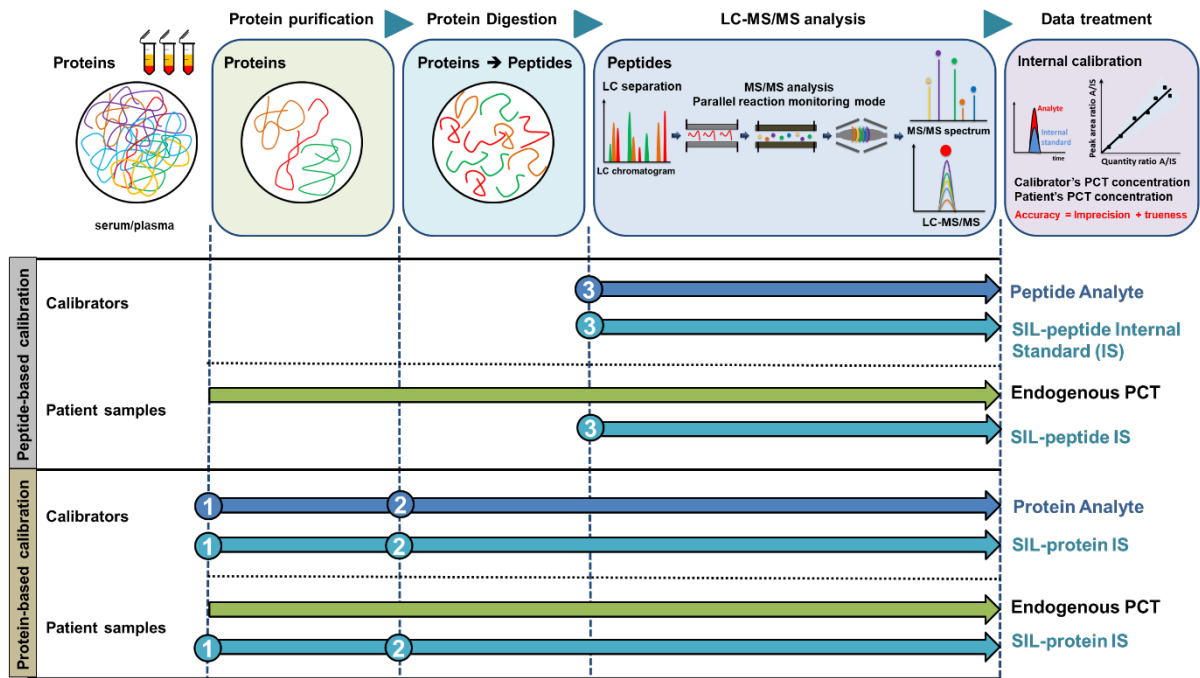 Protein purification
Protein Digestion
LC-MS/MS analysis
Data treatment
Proteins
serum/plasma
Proteins
Proteins ➔ Peptides
Peptides
LC separation
LC chromatogram
MS/MS analysis
Parallel reaction monitoring mode
MS/MS spectrum
LC-MS/MS
Internal calibration
Analyte
Internal
standard
time
Peak area ratio A/IS
Quantity ratio A/IS
Calibrator's PCT concentration
Patient's PCT concentration
Accuracy = Imprecision + trueness
Peptide-based calibration
Calibrators
3
Peptide Analyte
3
SIL-peptide Internal
Standard (IS)
Patient samples
Endogenous PCT
3
SIL-peptide IS
Protein-based calibration
Calibrators
1
2
Protein Analyte
1
2
SIL-protein IS
Patient samples
Endogenous PCT
1
2
SIL-protein IS